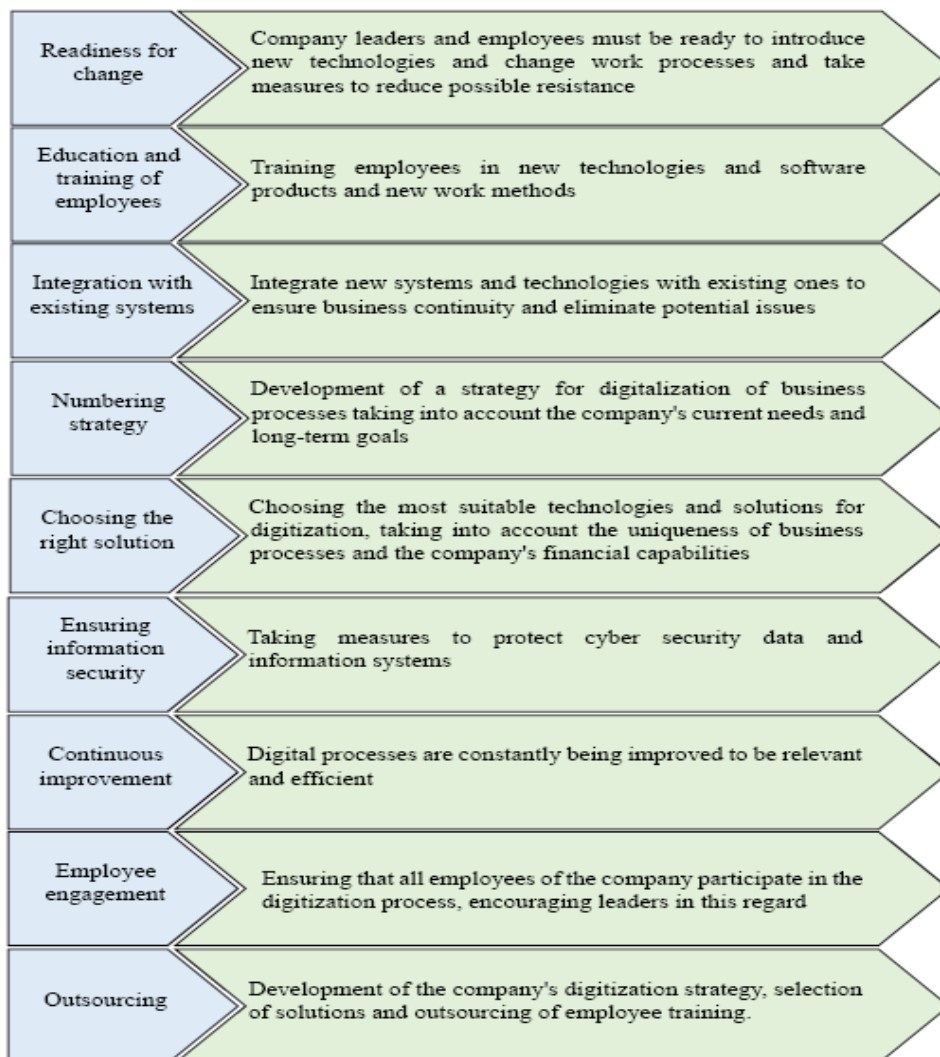 Readiness for
change
Company leaders and employees must be ready to introduce
new technologies and change work processes and take
measures to reduce possible resistance
Education and
training of
employees
Training employees in new technologies and software
products and new work methods
Integration with
existing systems
Integrate new systems and technologies with existing ones to
ensure business continuity and eliminate potential issues
Numbering
strategy
Development of a strategy for digitalization of business
processes taking into account the company's current needs and
long-term goals
Choosing the
right solution
Choosing the most suitable technologies and solutions for
digitization, taking into account the uniqueness of business
processes and the company's financial capabilities
Ensuring
information
security
Taking measures to protect cyber security data and
information systems
Continuous
improvement
Digital processes are constantly being improved to be relevant
and efficient
Employee
engagement
Ensuring that all employees of the company participate in the
digitization process, encouraging leaders in this regard
Outsourcing
Development of the company's digitization strategy, selection
of solutions and outsourcing of employee training.